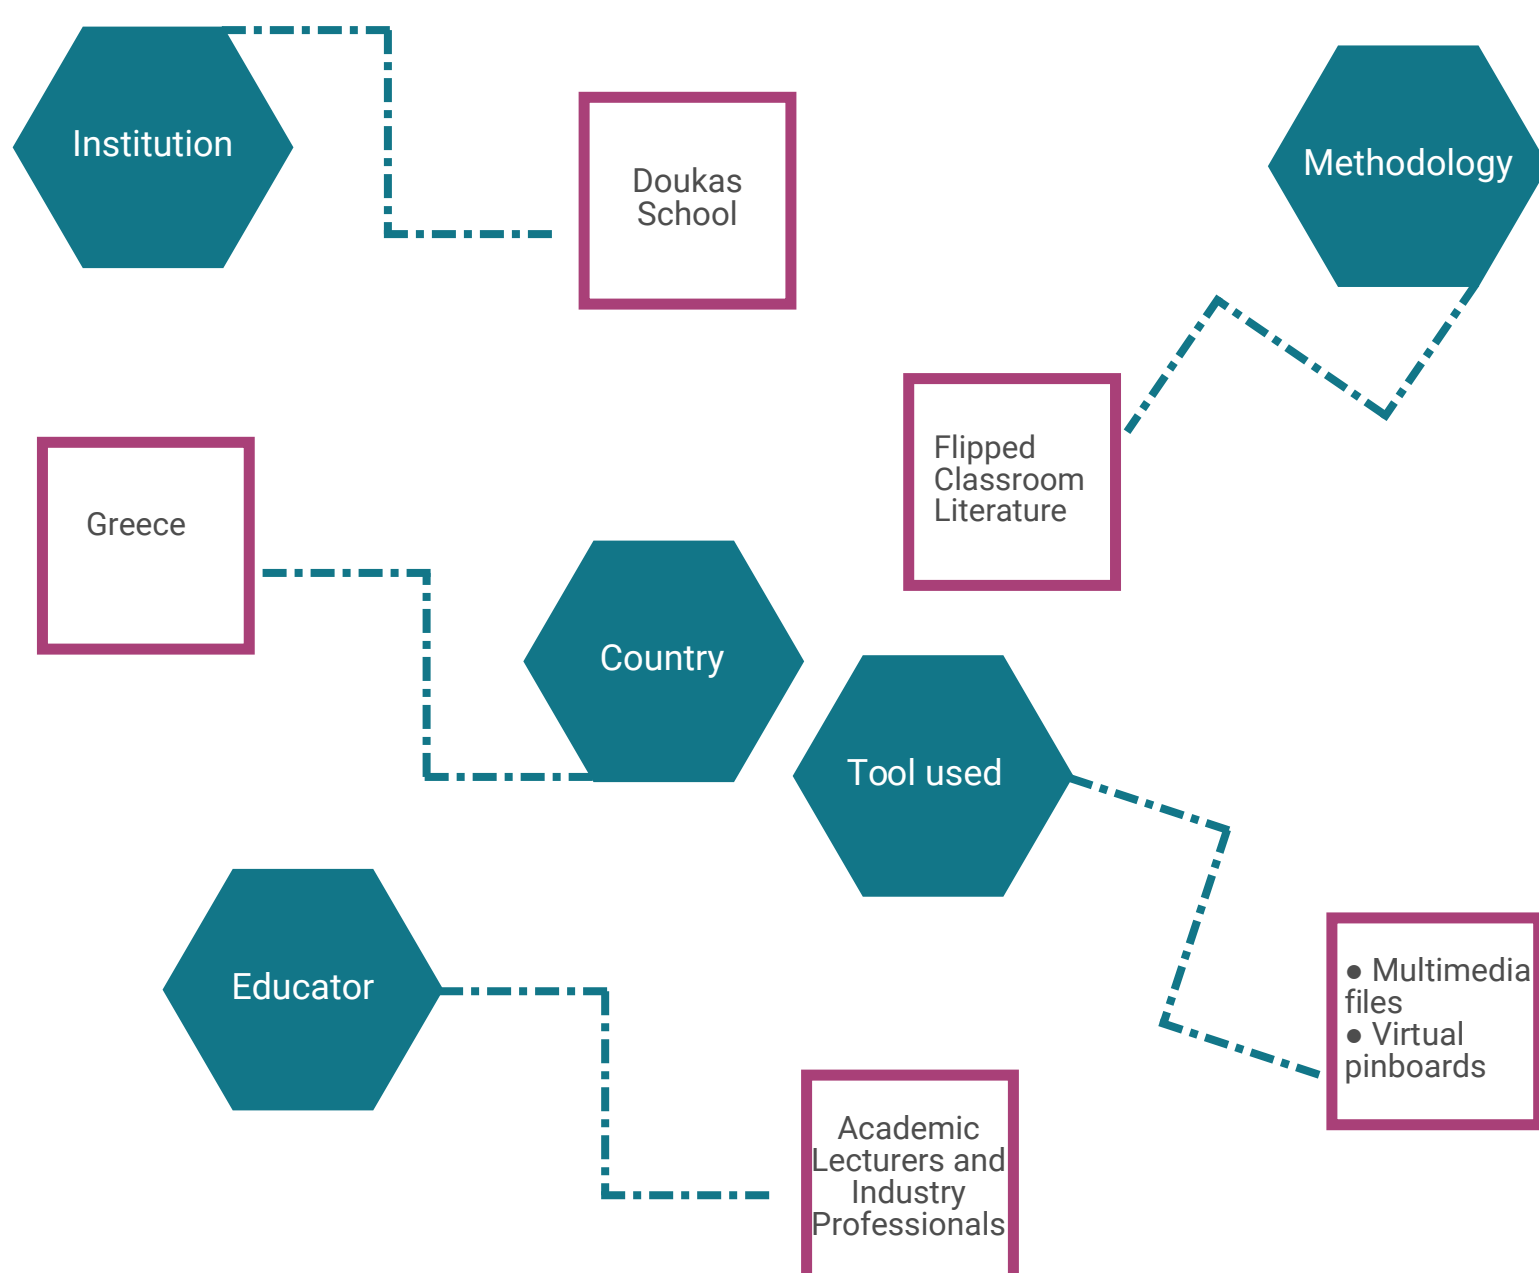 Institution
Doukas
School
Methodology
Flipped
Classroom
Literature
Greece
Country
Tool used
● Multimedia
files
● Virtual
pinboards
Educator
Academic
Lecturers and
Industry
Professionals